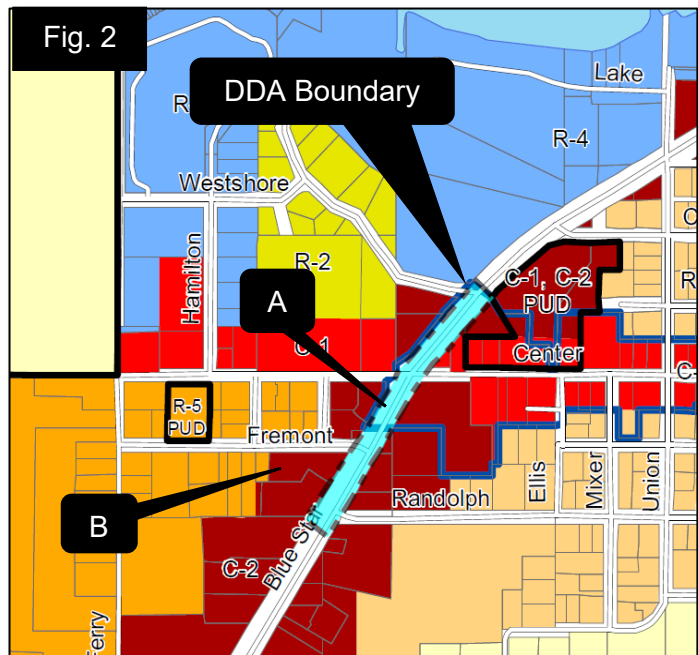 Fig. 2
Lake
DDA Boundary
R
R-4
Westshore
Hamilton
R-2
C
C-1, C-2
PUD
R
A
C-1
Center
C-
R-5
PUD
Fremont
Ellis
Mixer
Union
Randolph
B
Blue Star
C-2
Ferry